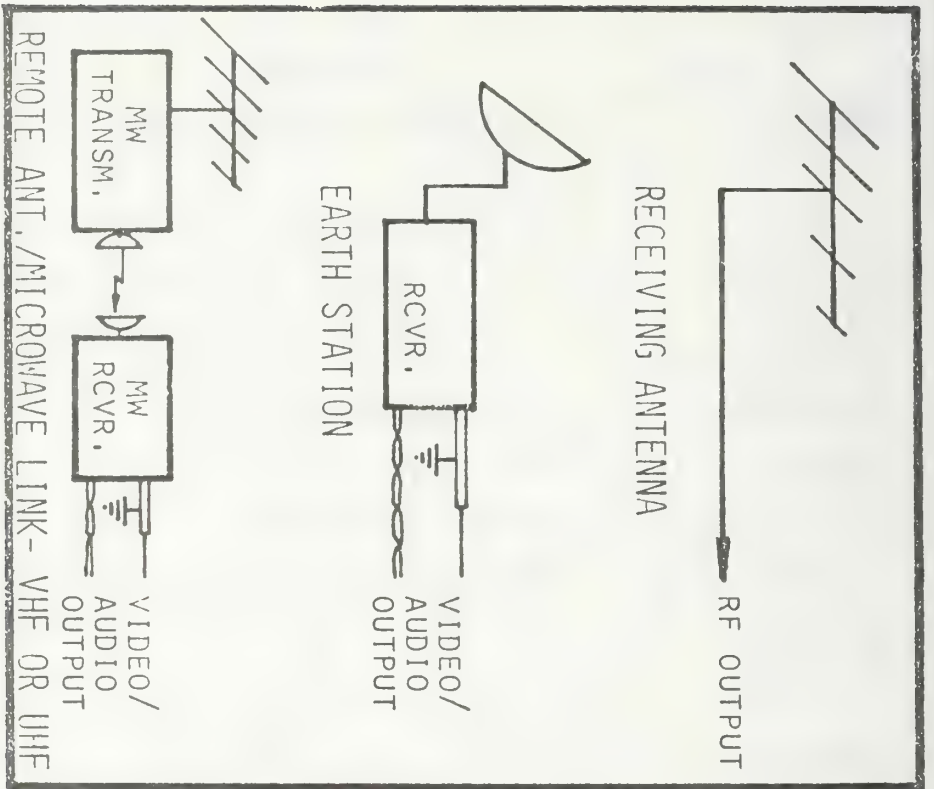 RF OUTPUT
RECEIVING ANTENNA
RCVR.
VIDEO/
AUDIO
OUTPUT
EARTH STATION
MW
TRANSM.
MW
RCVR.
VIDEO/
AUDIO
OUTPUT
REMOTE ANT./MICROWAVE LINK- VHF OR UHF